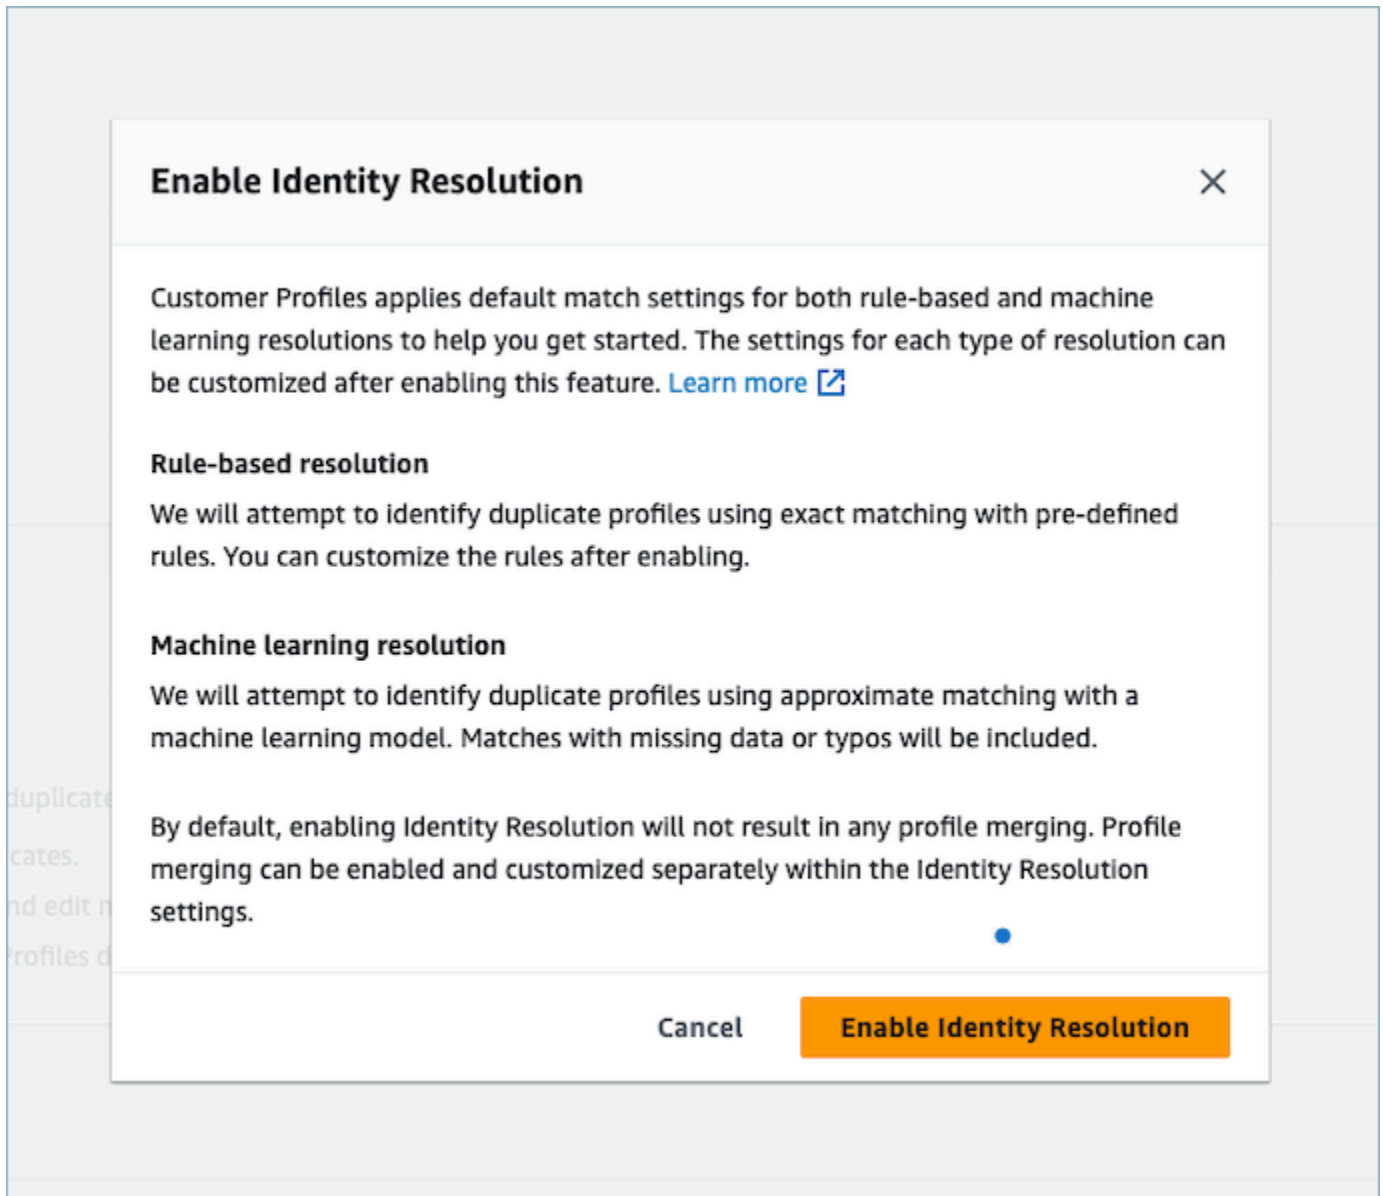 Enable Identity Resolution
Customer Profiles applies default match settings for both rule-based and machine
learning resolutions to help you get started. The settings for each type of resolution can
be customized after enabling this feature. Learn more
Rule-based resolution
We will attempt to identify duplicate profiles using exact matching with pre-defined
rules. You can customize the rules after enabling.
Machine learning resolution
We will attempt to identify duplicate profiles using approximate matching with a
machine learning model. Matches with missing data or typos will be included.
duplicate
By default, enabling Identity Resolution will not result in any profile merging. Profile
cates.
merging can be enabled and customized separately within the Identity Resolution
nd edit
settings.
Profiles
Cancel
Enable Identity Resolution